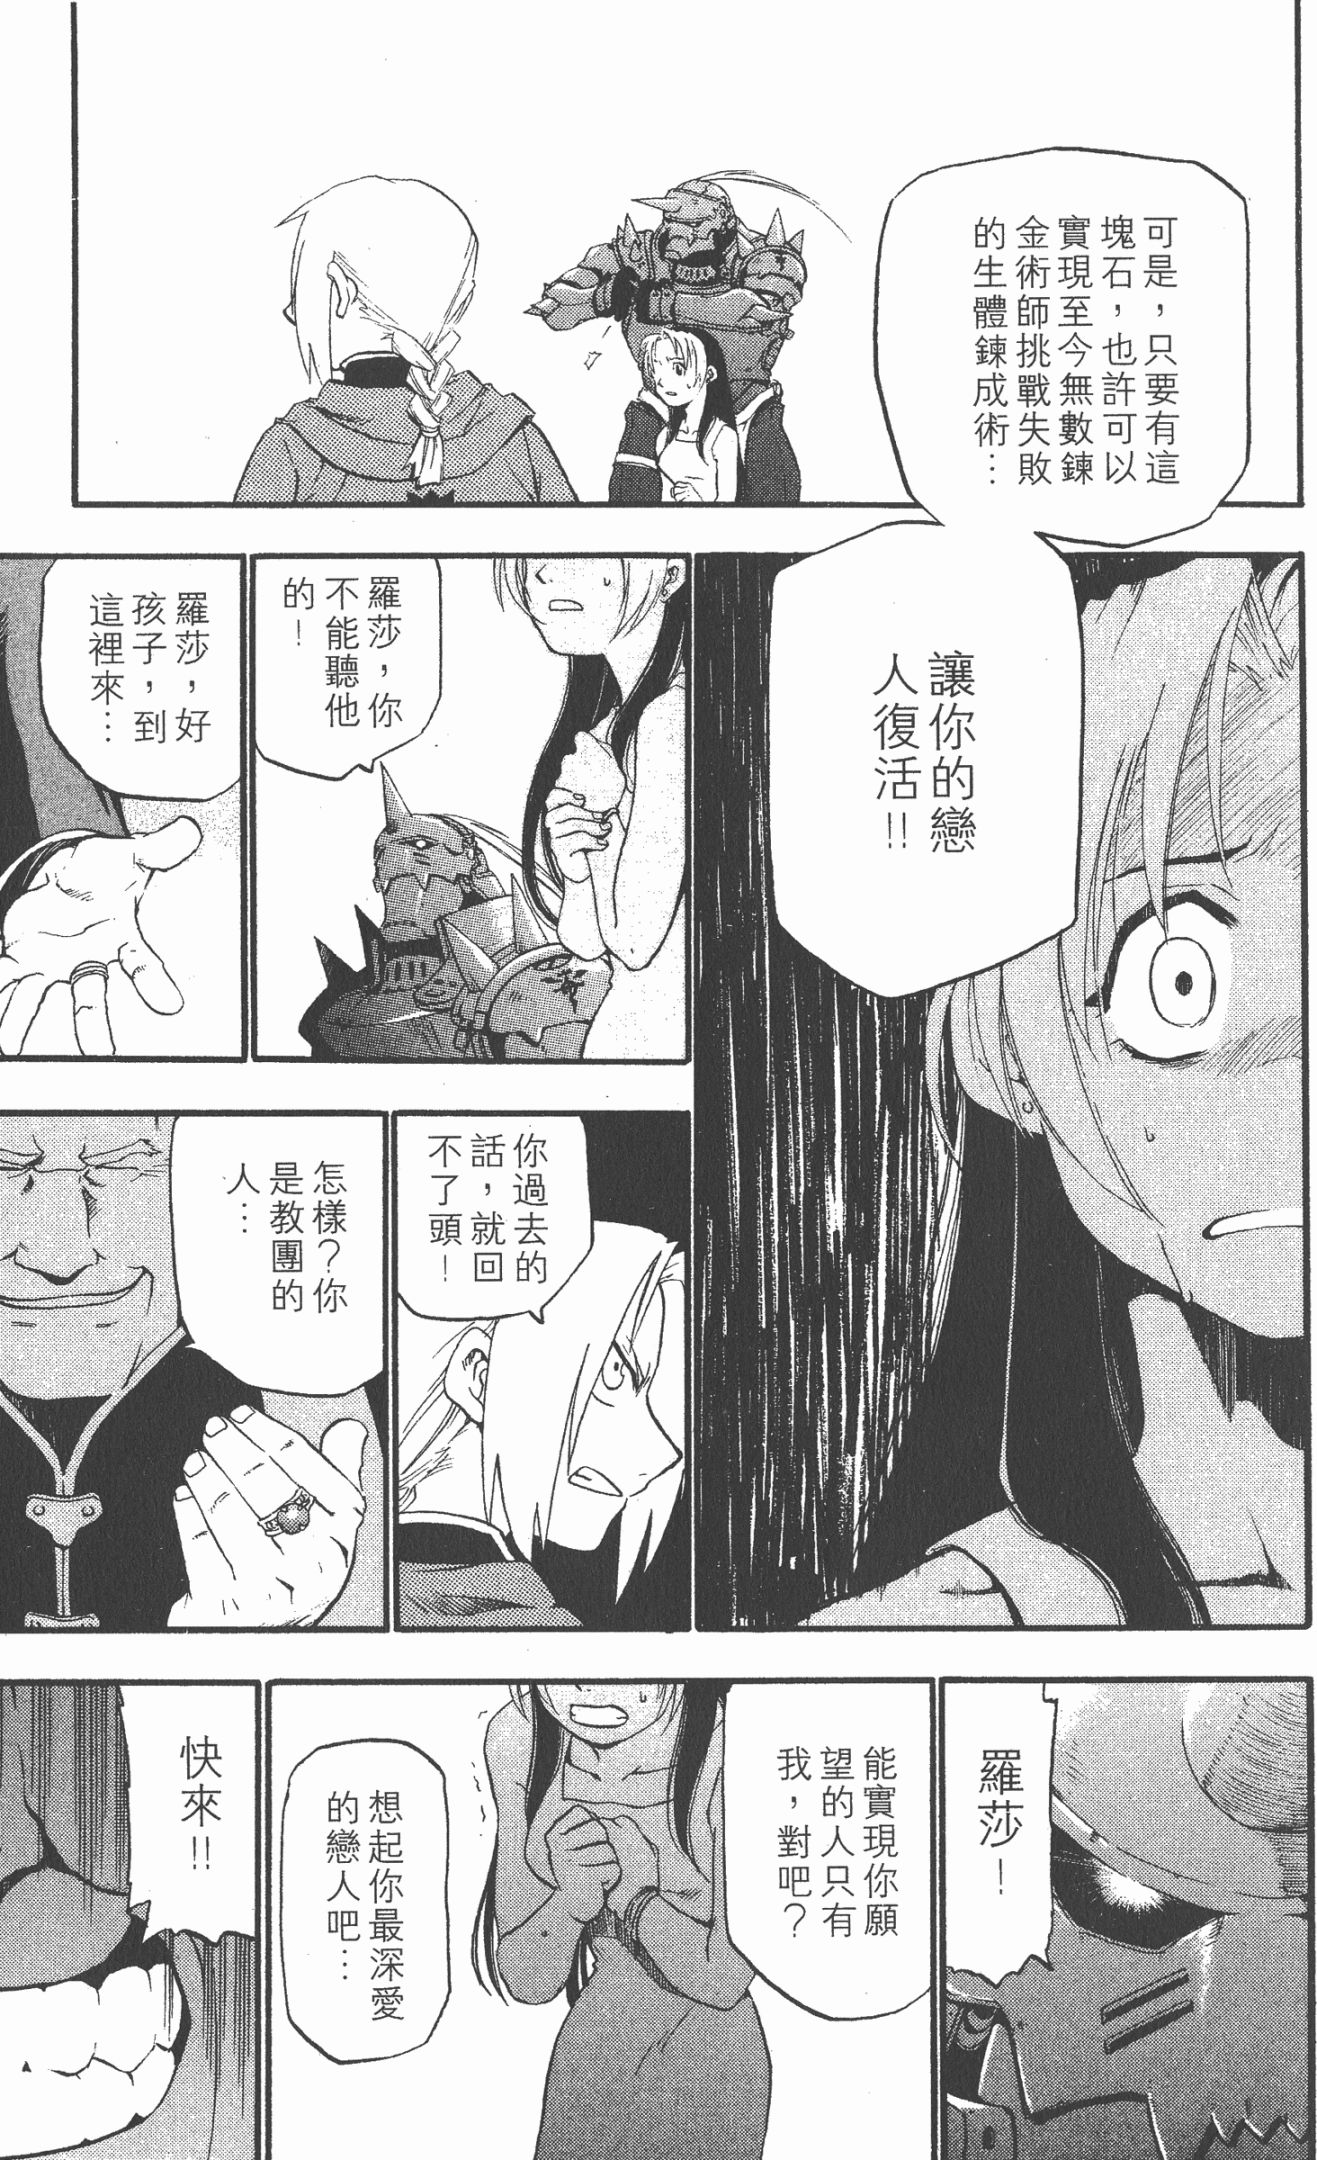 可是，只要有這
塊石，也許可以
實現至今無數鍊
金術師挑戰失敗
的生體鍊成術…
讓你的戀
人復活!!
羅莎，你
不能聽他
的！
羅莎，好
孩子，到
這裡來…
你過去的
話，就回
不了頭！
怎樣？你
是教團的
人…
羅莎！
能實現你願
望的人只有
我，對吧？
想起你最深愛
的戀人吧…
快來!!